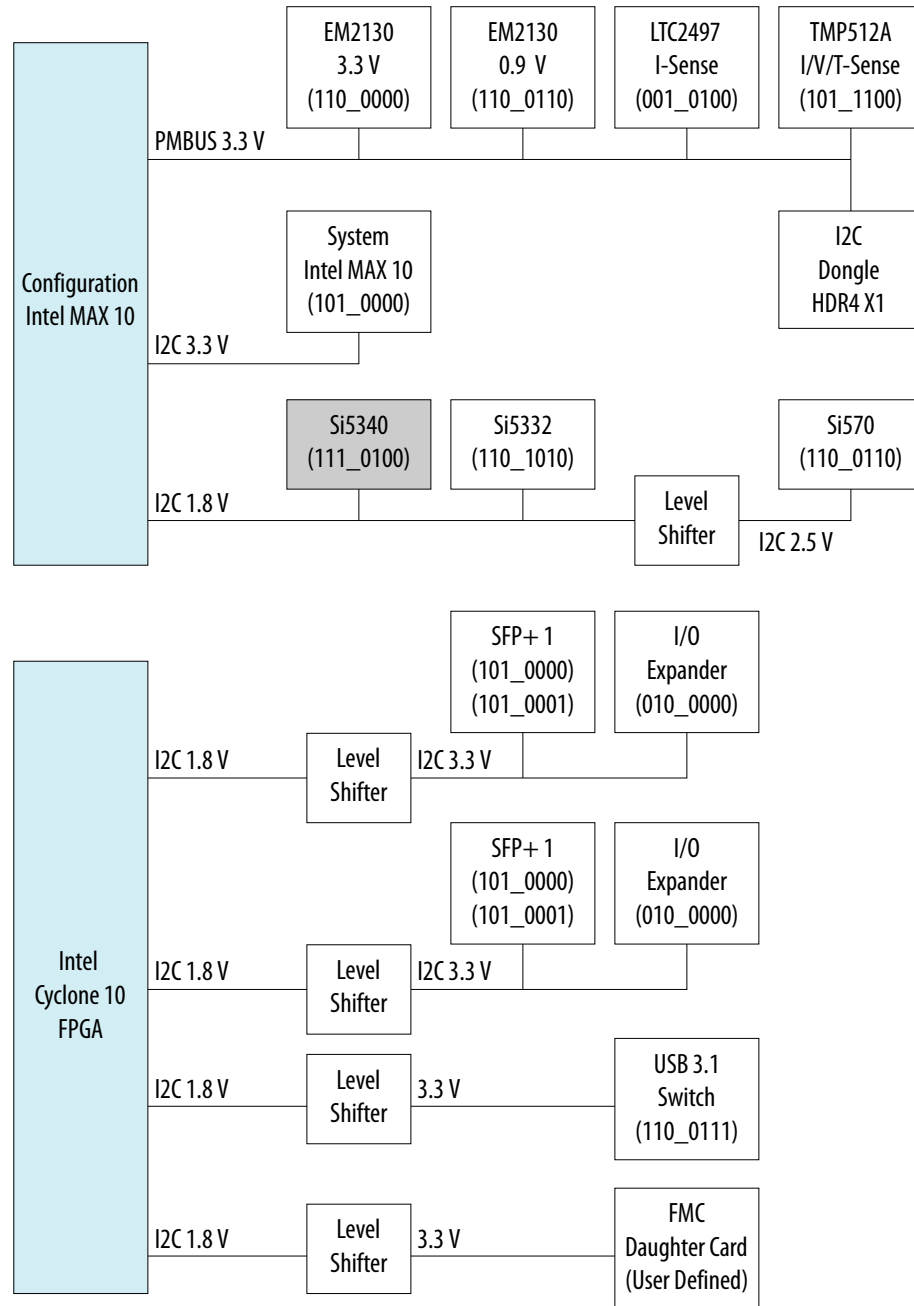 EM2130
3.3 V
(110_0000)
EM2130
0.9 V
(110_0110)
LTC2497
I-Sense
(001_0100)
TMP512A
I/V/T-Sense
(101_1100)
PMBUS 3.3 V
System
Intel MAX 10
(101_0000)
I2C
Dongle
HDR4 X1
Configuration
Intel MAX 10
I2C 3.3 V
Si5340
(111_0100)
Si5332
(110_1010)
Si570
(110_0110)
I2C 1.8 V
Level
Shifter
I2C 2.5 V
SFP+ 1
(101_0000)
(101_0001)
I/O
Expander
(010_0000)
I2C 1.8 V
Level
Shifter
I2C 3.3 V
SFP+ 1
(101_0000)
(101_0001)
I/O
Expander
(010_0000)
Intel
Cyclone 10
FPGA
I2C 1.8 V
Level
Shifter
I2C 3.3 V
USB 3.1
Switch
(110_0111)
I2C 1.8 V
Level
Shifter
3.3 V
FMC
Daughter Card
(User Defined)
I2C 1.8 V
Level
Shifter
3.3 V